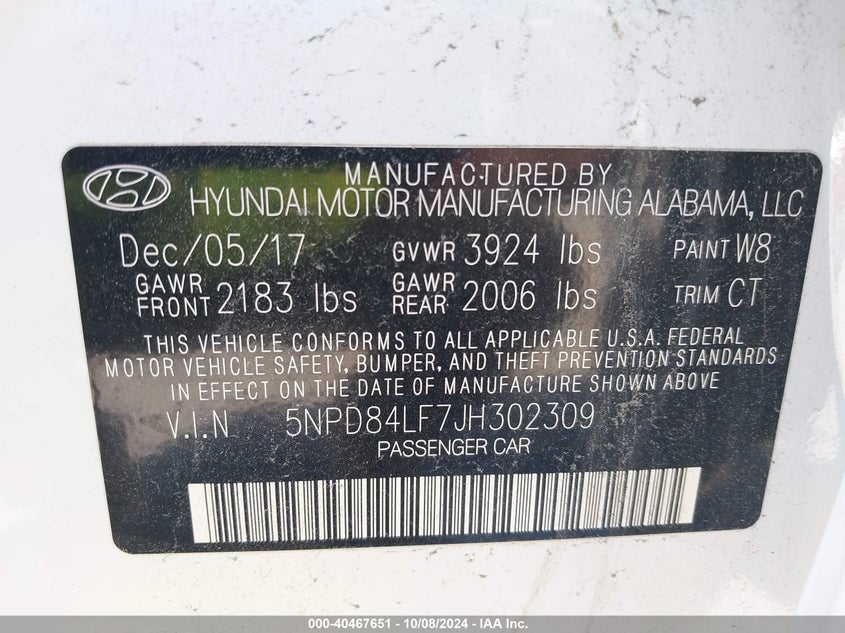 MANUFACTURED BY
HYUNDAI MOTOR MANUFACTURING ALABAMA, LLC
Dec/05/17 GVWR 3924 lbs PAINT W8
GAWR FRONT 2183 lbs GAWR REAR 2006 lbs TRIM CT
THIS VEHICLE CONFORMS TO ALL APPLICABLE U.S.A. FEDERAL
MOTOR VEHICLE SAFETY, BUMPER, AND THEFT PREVENTION STANDARDS
IN EFFECT ON THE DATE OF MANUFACTURE SHOWN ABOVE
V.I.N 5NPD84LF7JH302309
PASSENGER CAR
000-40467651 - 10/08/2024 - IAA Holdings, LLC.